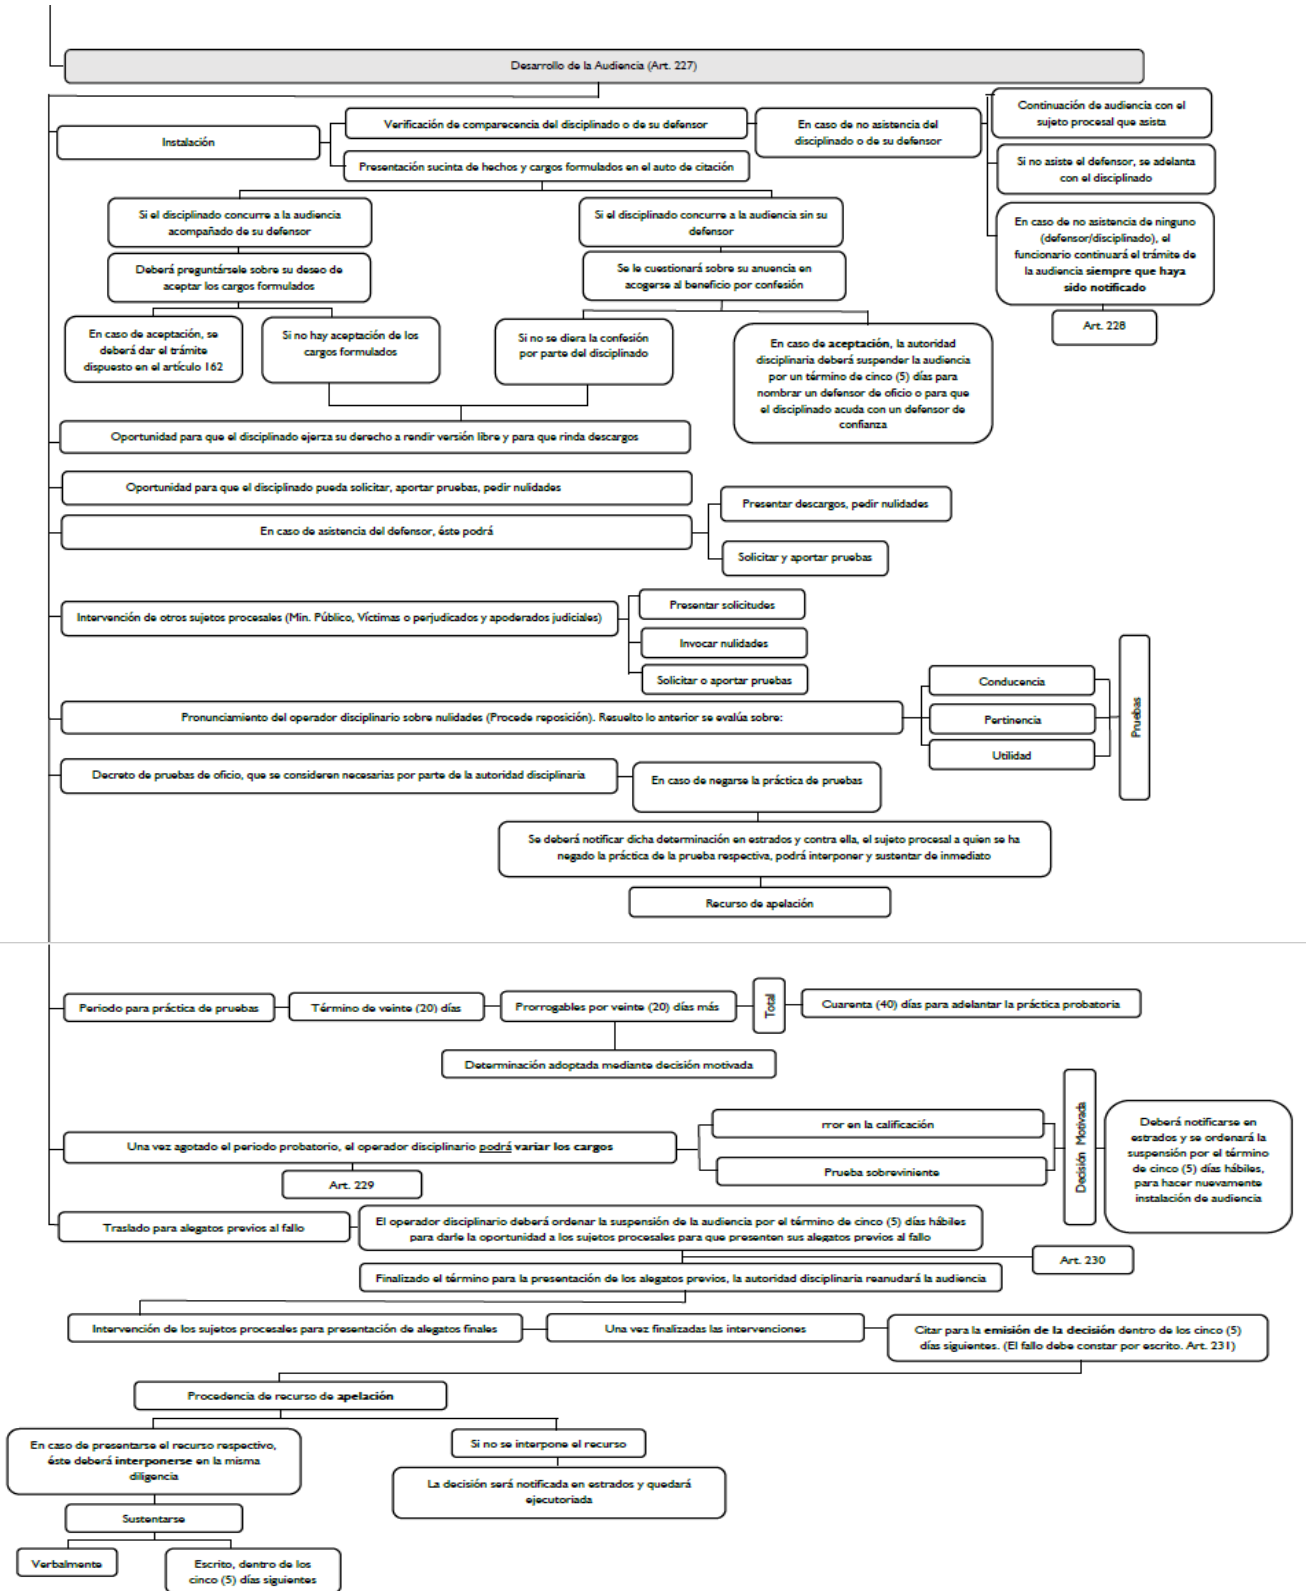 Desarrollo de la Audiencia (Art. 227)
Instalación
Verificación de comparecencia del disciplinado o de su defensor
Presentación sucinta de hechos y cargos formulados en el auto de citación
En caso de no asistencia del
disciplinado o de su defensor
Continuación de audiencia con el
sujeto procesal que asista
Si no asiste el defensor, se adelanta
con el disciplinado
En caso de no asistencia de ninguno
(defensor/disciplinado), el
funcionario continuará el trámite de
la audiencia siempre que haya
sido notificado
Art. 228
Si el disciplinado concurre a la audiencia
acompañado de su defensor
Deberá preguntársele sobre su deseo de
aceptar los cargos formulados
En caso de aceptación, se
deberá dar el trámite
dispuesto en el artículo 162
Si no hay aceptación de los
cargos formulados
Si el disciplinado concurre a la audiencia sin su
defensor
Se le cuestionará sobre su anuencia en
acogerse al beneficio por confesión
Si no se diera la confesión
por parte del disciplinado
En caso de aceptación, la autoridad
disciplinaria deberá suspender la audiencia
por un término de cinco (5) días para
nombrar un defensor de oficio o para que
el disciplinado acuda con un defensor de
confianza
Oportunidad para que el disciplinado ejerza su derecho a rendir versión libre y para que rinda descargos
Oportunidad para que el disciplinado pueda solicitar, aportar pruebas, pedir nulidades
En caso de asistencia del defensor, éste podrá
Presentar descargos, pedir nulidades
Solicitar y aportar pruebas
Intervención de otros sujetos procesales (Min. Público, Víctimas o perjudicados y apoderados judiciales)
Presentar solicitudes
Invocar nulidades
Solicitar o aportar pruebas
Pronunciamiento del operador disciplinario sobre nulidades (Procede reposición). Resuelto lo anterior se evalúa sobre:
Conducencia
Pertinencia
Utilidad
Pruebas
Decreto de pruebas de oficio, que se consideren necesarias por parte de la autoridad disciplinaria
En caso de negarse la práctica de pruebas
Se deberá notificar dicha determinación en estrados y contra ella, el sujeto procesal a quien se ha
negado la práctica de la prueba respectiva, podrá interponer y sustentar de inmediato
Recurso de apelación
Periodo para práctica de pruebas
Término de veinte (20) días
Prorrogables por veinte (20) días más
Total
Cuarenta (40) días para adelantar la práctica probatoria
Determinación adoptada mediante decisión motivada
Una vez agotado el periodo probatorio, el operador disciplinario podrá variar los cargos
Art. 229
rror en la calificación
Prueba sobreviniente
Decisión Motivada
Deberá notificarse en
estrados y se ordenará la
suspensión por el término
de cinco (5) días hábiles,
para hacer nuevamente
instalación de audiencia
Traslado para alegatos previos al fallo
El operador disciplinario deberá ordenar la suspensión de la audiencia por el término de cinco (5) días hábiles
para darle la oportunidad a los sujetos procesales para que presenten sus alegatos previos al fallo
Art. 230
Finalizado el término para la presentación de los alegatos previos, la autoridad disciplinaria reanudará la audiencia
Intervención de los sujetos procesales para presentación de alegatos finales
Una vez finalizadas las intervenciones
Citar para la emisión de la decisión dentro de los cinco (5)
días siguientes. (El fallo debe constar por escrito. Art. 231)
Procedencia de recurso de apelación
En caso de presentarse el recurso respectivo,
éste deberá interponerse en la misma
diligencia
Sustentarse
Verbalmente
Escrito, dentro de los
cinco (5) días siguientes
Si no se interpone el recurso
La decisión será notificada en estrados y quedará
ejecutoriada